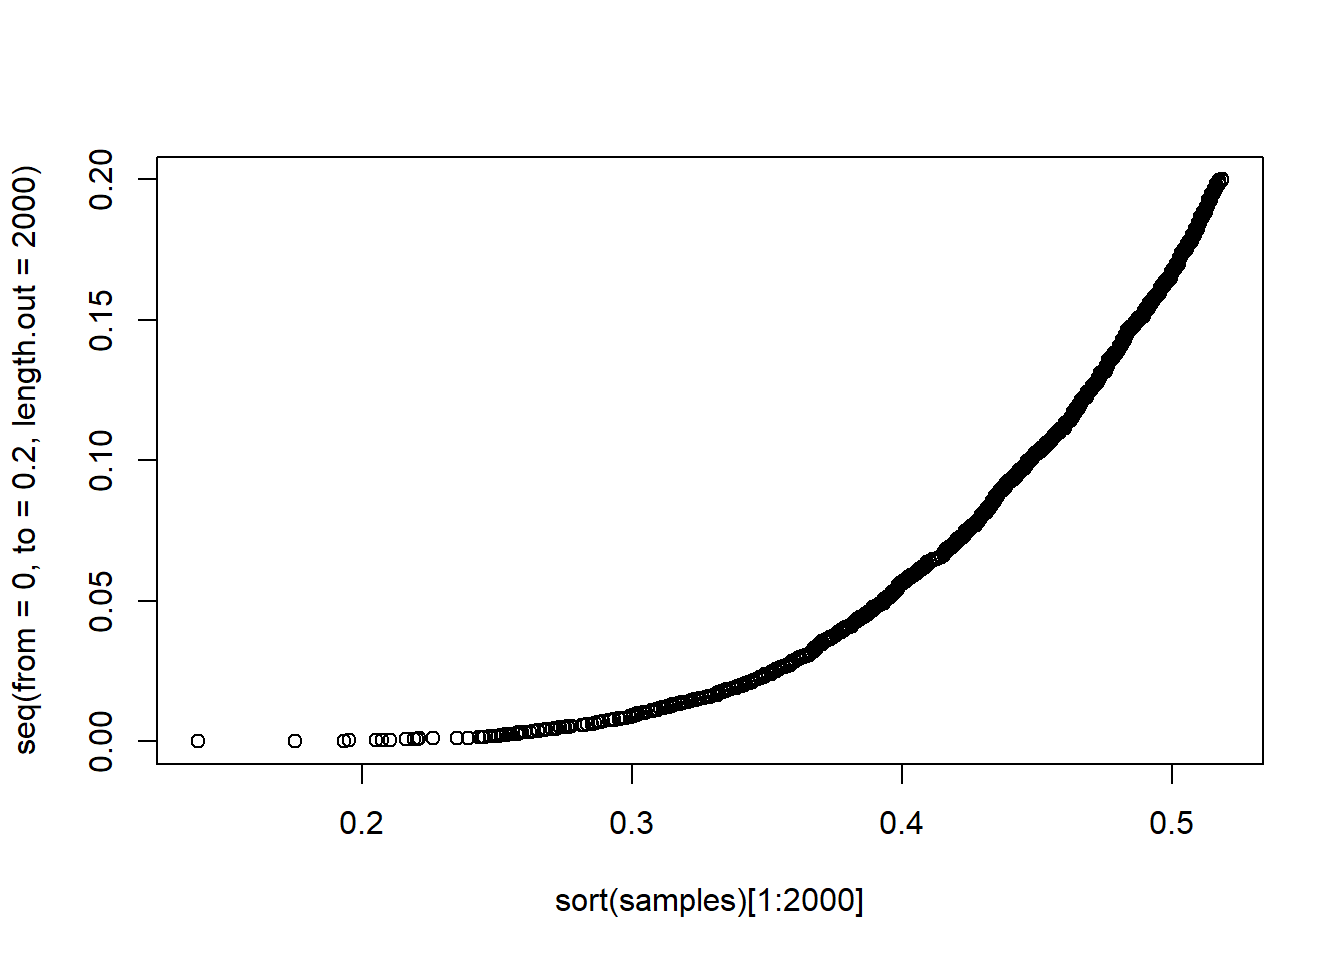 seq(from = 0, to = 0.2, length.out = 2000)
0.20
0.15
0.10
0.05
0.00
0.2 0.3 0.4 0.5
sort(samples)[1:2000]